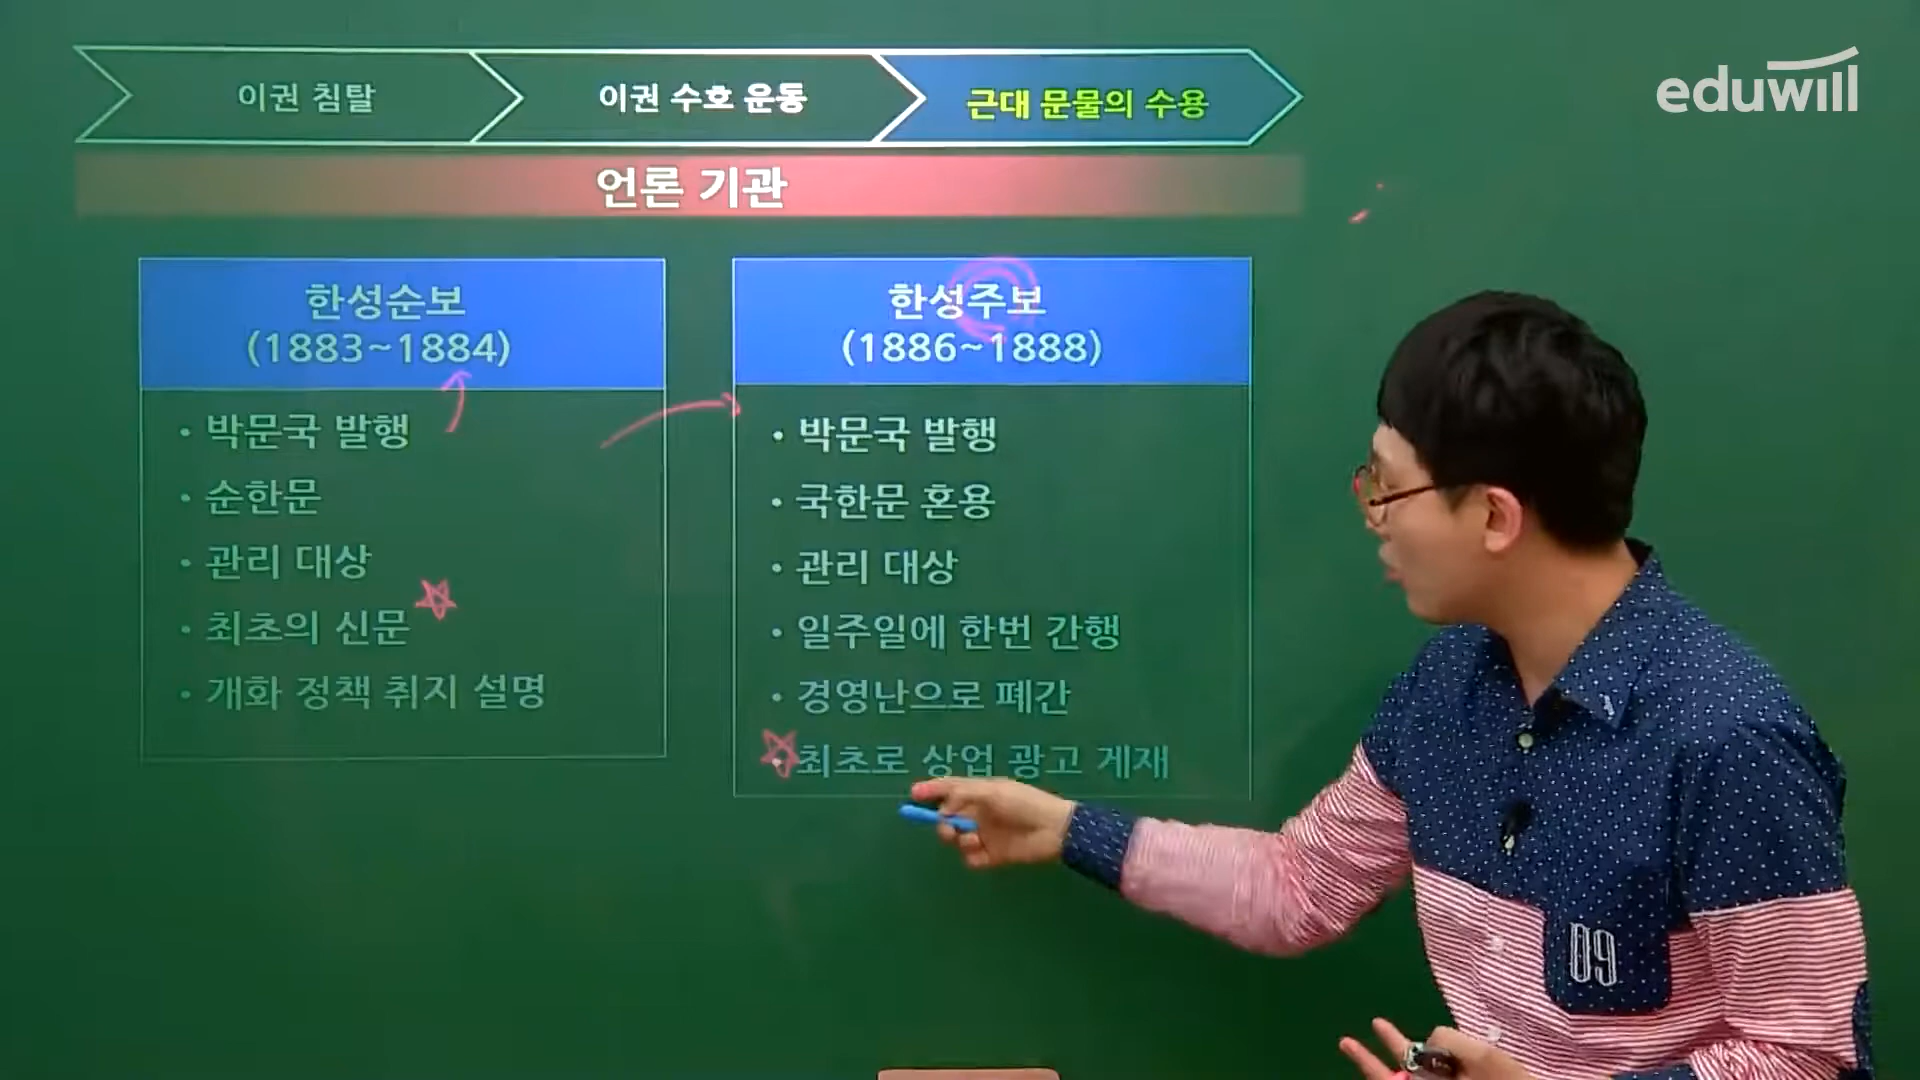 이권 침탈
이권 수호 운동
근대 문물의 수용
eduwill
언론 기관
한성순보
(1883~1884)
• 박문국 발행
• 순한문
• 관리 대상
• 최초의 신문
• 개화 정책 취지 설명
한성주보
(1886~1888)
• 박문국 발행
• 국한문 혼용
• 관리 대상
• 일주일에 한번 간행
• 경영난으로 폐간
• 최초로 상업 광고 게재
09